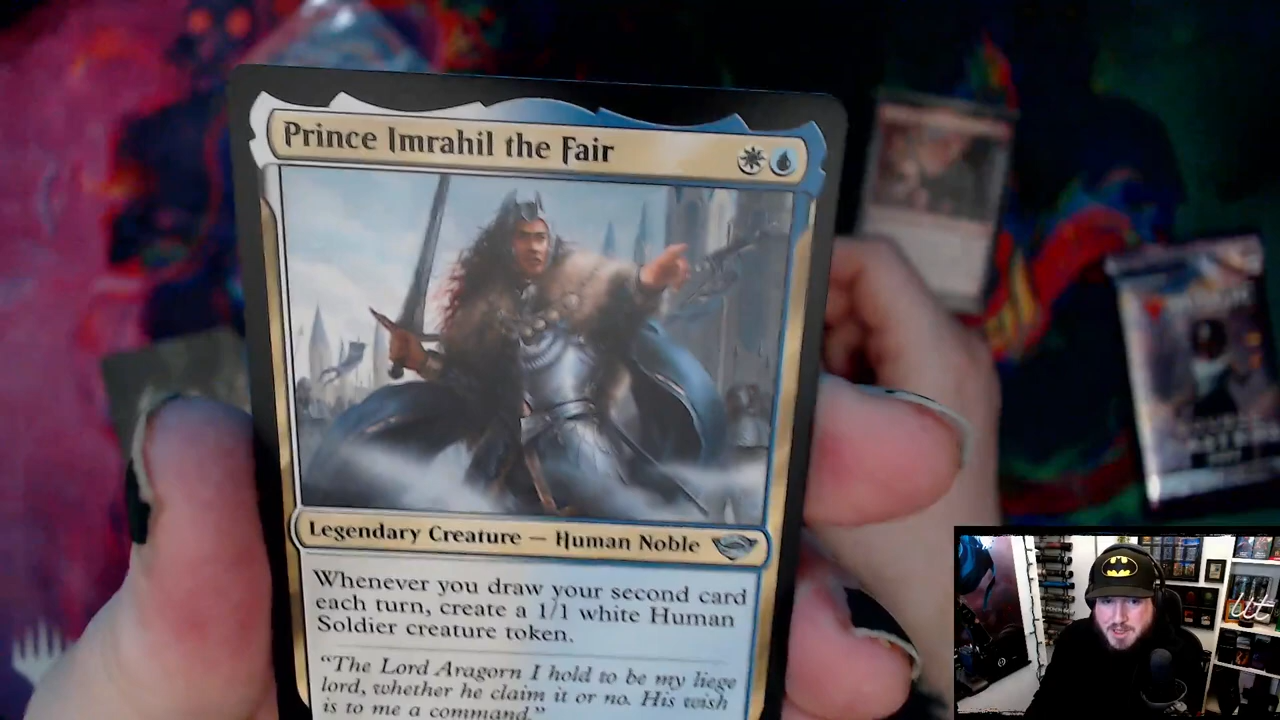 Prince Imrahil the Fair
Legendary Creature — Human Noble
Whenever you draw your second card
each turn, create a 1/1 white Human
Soldier creature token.
“The Lord Aragorn I hold to be my liege
lord, whether he claim it or no. His wish
is to me a command.”